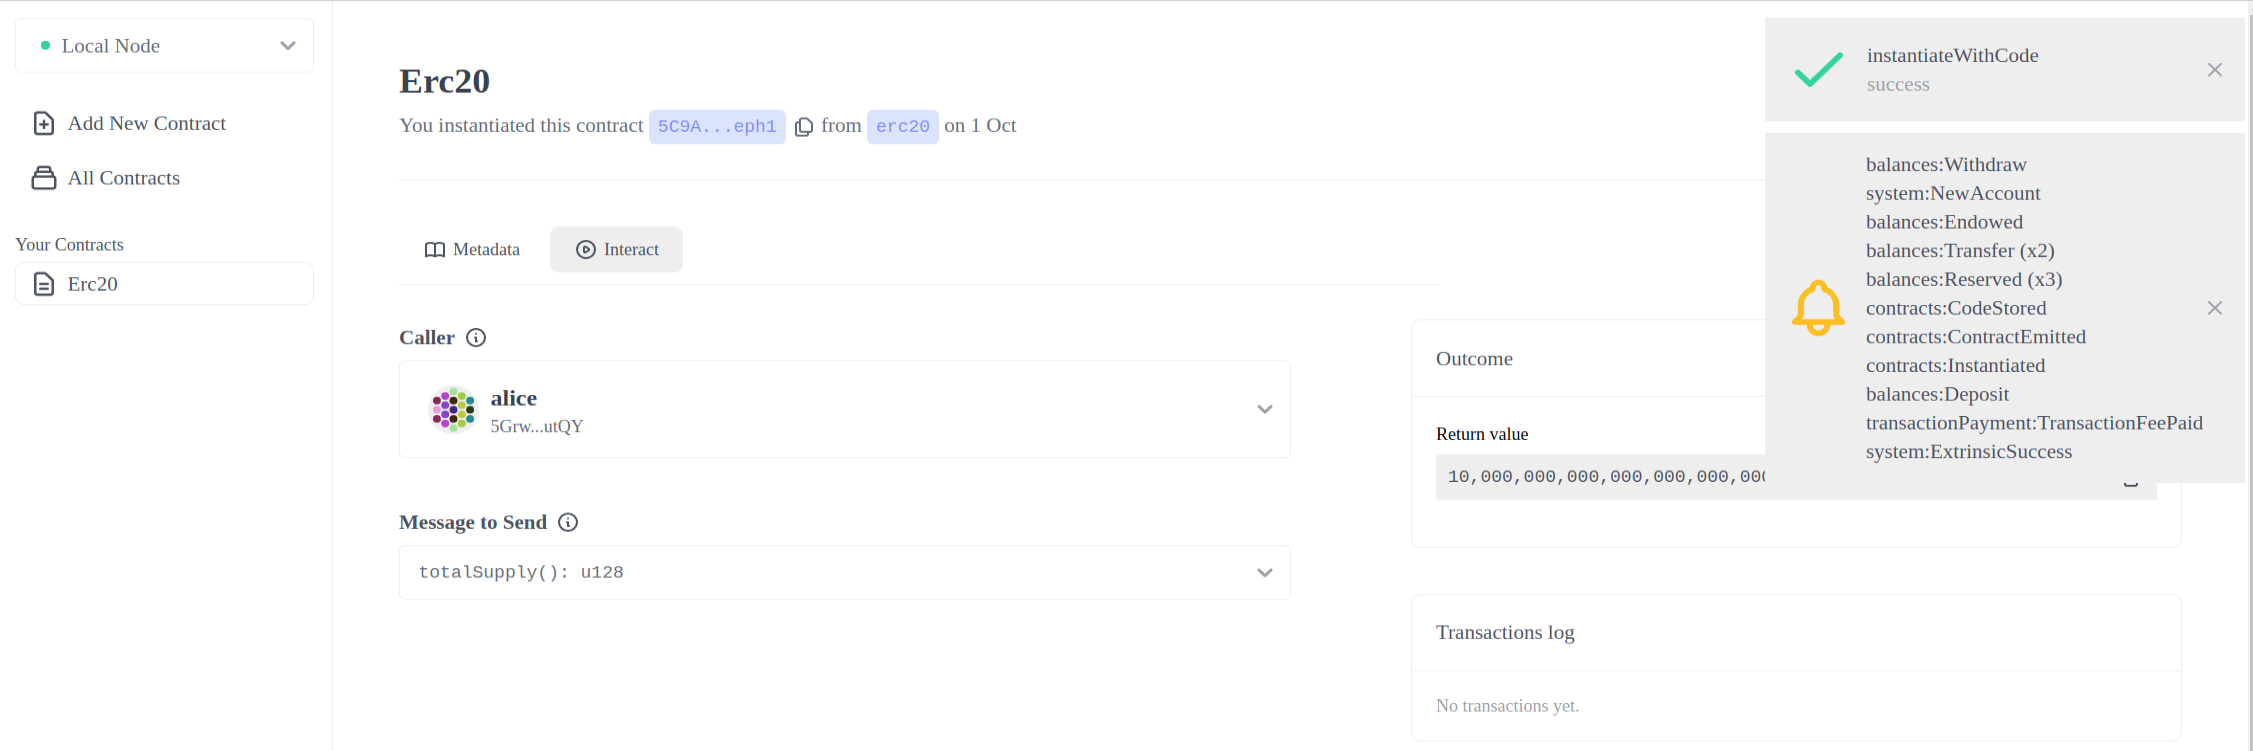 Local Node
Add New Contract
All Contracts
Your Contracts
Erc20
Erc20
You instantiated this contract 5C9A...eph1 from erc20 on 1 Oct
Metadata
Interact
Caller
alice
5Grw...utQY
Message to Send
totalSupply(): u128
Outcome
Return value
10,000,000,000,000,000,000,000
Transactions log
No transactions yet.
instantiateWithCode
success
balances:Withdraw
system:NewAccount
balances:Endowed
balances:Transfer (x2)
balances:Reserved (x3)
contracts:CodeStored
contracts:ContractEmitted
contracts:Instantiated
balances:Deposit
transactionPayment:TransactionFeePaid
system:ExtrinsicSuccess